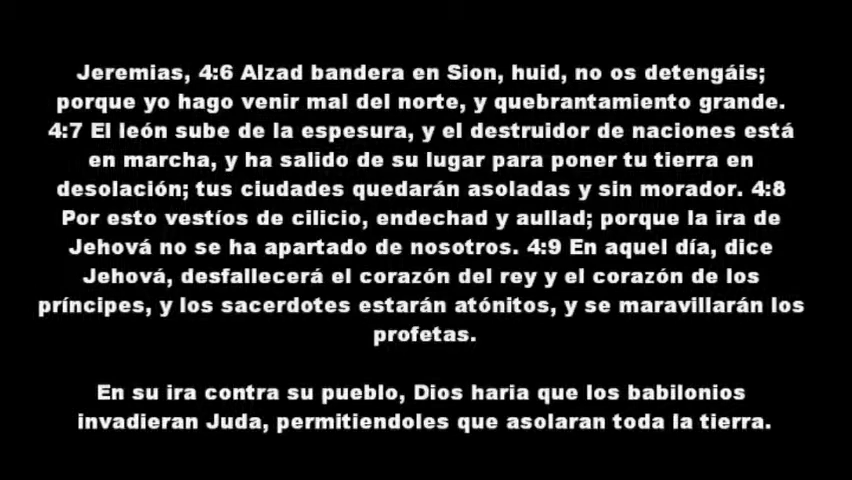 Jeremias, 4:6 Alzad bandera en Sion, huid, no os detengáis;
porque yo hago venir mal del norte, y quebrantamiento grande.
4:7 El león sube de la espesura, y el destruidor de naciones está
en marcha, y ha salido de su lugar para poner tu tierra en
desolación; tus ciudades quedarán asoladas y sin morador. 4:8
Por esto vestíos de cilicio, endechad y aullad; porque la ira de
Jehová no se ha apartado de nosotros. 4:9 En aquel día, dice
Jehová, desfallecerá el corazón del rey y el corazón de los
príncipes, y los sacerdotes estarán atónitos, y se maravillarán los
profetas.
En su ira contra su pueblo, Dios haria que los babilonios
invadieran Juda, permitiendoles que asolaran toda la tierra.